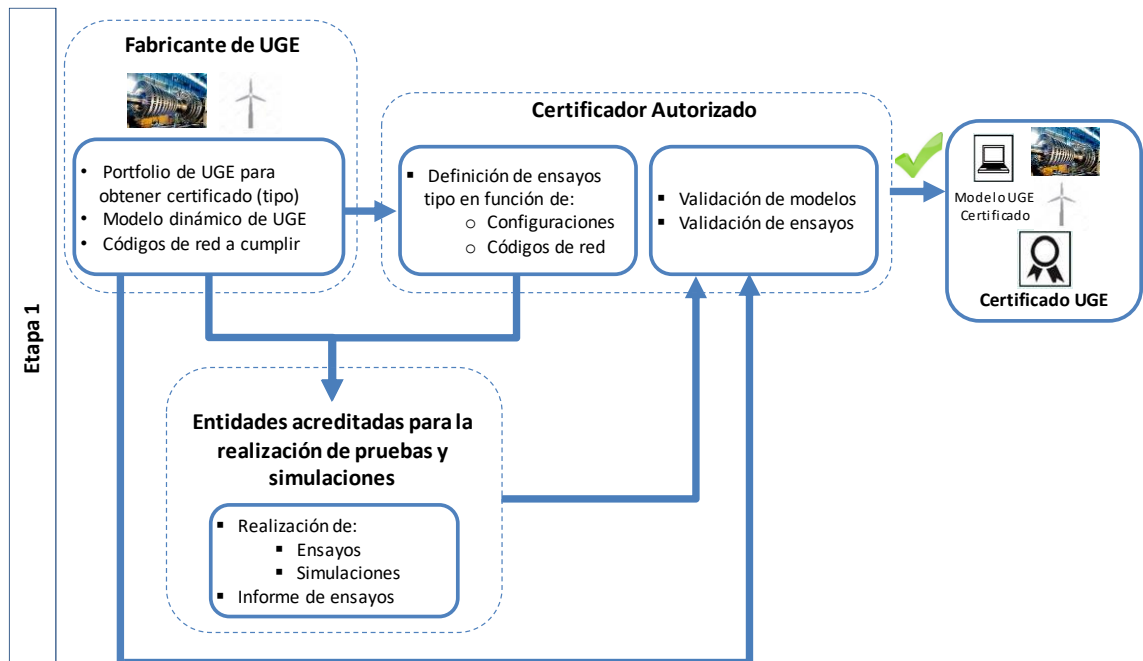 Etapa 1
Fabricante de UGE
• Portfolio de UGE para
obtener certificado (tipo)
• Modelo dinámico de UGE
• Códigos de red a cumplir
Certificador Autorizado
▪ Definición de ensayos
tipo en función de:
o Configuraciones
o Códigos de red
▪ Validación de modelos
▪ Validación de ensayos
Modelo UGE
Certificado
Certificado UGE
Entidades acreditadas para la
realización de pruebas y
simulaciones
▪ Realización de:
▪ Ensayos
▪ Simulaciones
▪ Informe de ensayos